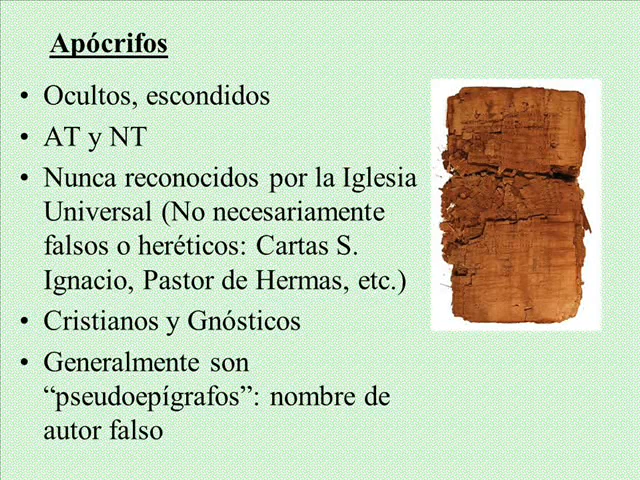 Apócrifos
• Ocultos, escondidos
• AT y NT
• Nunca reconocidos por la Iglesia
Universal (No necesariamente
falsos o heréticos: Cartas S.
Ignacio, Pastor de Hermas, etc.)
• Cristianos y Gnósticos
• Generalmente son
“pseudoepígrafos”: nombre de
autor falso